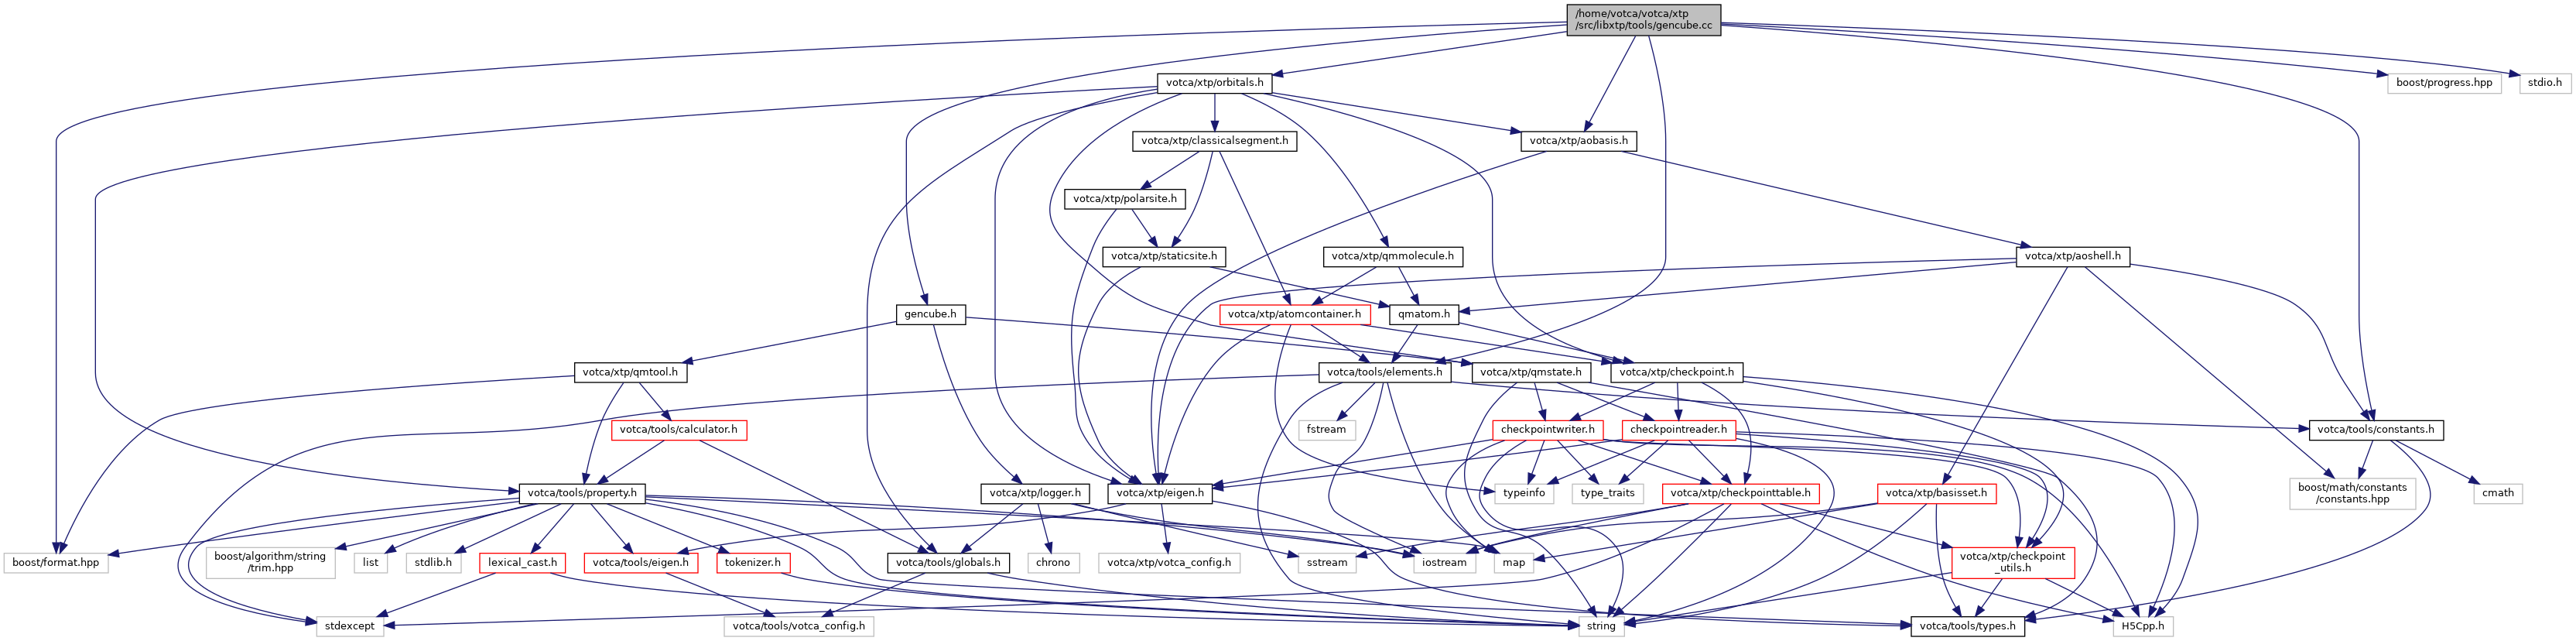 /home/votca/votca/xtp
/src/libxtp/tools/gencube.cc
votca/xtp/orbitals.h
boost/progress.hpp
stdio.h
votca/xtp/classicalsegment.h
votca/xtp/aobasis.h
votca/xtp/polarsite.h
votca/xtp/staticsite.h
votca/xtp/qmmolecule.h
votca/xtp/aoshell.h
gencube.h
votca/xtp/atomcontainer.h
qmatom.h
votca/xtp/qmtool.h
votca/tools/elements.h
votca/xtp/qmstate.h
votca/xtp/checkpoint.h
votca/tools/calculator.h
fstream
checkpointwriter.h
checkpointreader.h
votca/tools/constants.h
votca/tools/property.h
votca/xtp/logger.h
votca/xtp/eigen.h
typeinfo
type_traits
votca/xtp/checkpointtable.h
votca/xtp/basisset.h
boost/math/constants
/constants.hpp
cmath
boost/format.hpp
boost/algorithm/string
/trim.hpp
list
stdlib.h
lexical_cast.h
votca/tools/eigen.h
tokenizer.h
votca/tools/globals.h
chrono
votca/xtp/votca_config.h
sstream
iostream
map
votca/xtp/checkpoint
_utils.h
stdexcept
votca/tools/votca_config.h
string
votca/tools/types.h
H5Cpp.h